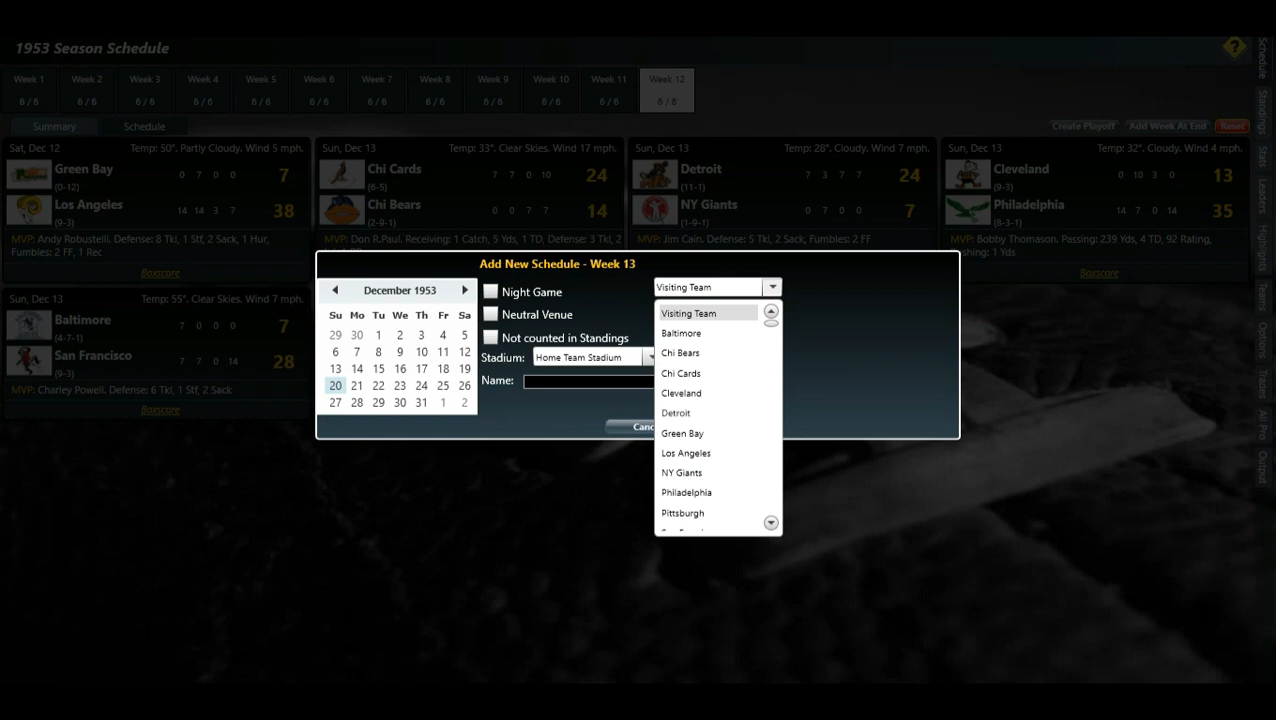 1953 Season Schedule
?
Week 1 Week 2 Week 3 Week 4 Week 5 Week 6 Week 7 Week 8 Week 9 Week 10 Week 11 Week 12
6 / 6 6 / 6 6 / 6 6 / 6 6 / 6 6 / 6 6 / 6 6 / 6 6 / 6 6 / 6 6 / 6 6 / 6
Summary Schedule
Create Playoff Add Week At End Reset
Sat, Dec 12 Temp: 50°. Partly Cloudy. Wind 5 mph.
Green Bay 0 7 0 0 7
(0-12)
Los Angeles 14 14 3 7 38
(9-3)
MVP: Andy Robustelli. Defense: 8 Tkl, 1 Stf, 2 Sack, 1 Hur,
Fumbles: 2 FF, 1 Rec
Boxscore
Sun, Dec 13 Temp: 33°. Clear Skies. Wind 17 mph.
Chi Cards 7 7 0 10 24
(6-5)
Chi Bears 0 0 7 7 14
(2-9-1)
MVP: Don R.Paul. Receiving: 1 Catch, 5 Yds, 1 TD, Defense: 3 Tkl, 2
Sun, Dec 13 Temp: 28°. Cloudy. Wind 7 mph.
Detroit 7 3 7 7 24
(11-1)
NY Giants 0 7 0 0 7
(1-9-1)
MVP: Jim Cain. Defense: 5 Tkl, 2 Sack, Fumbles: 2 FF
Sun, Dec 13 Temp: 32°. Cloudy. Wind 4 mph.
Cleveland 0 10 3 0 13
(9-3)
Philadelphia 14 7 0 14 35
(8-3-1)
MVP: Bobby Thomason. Passing: 239 Yds, 4 TD, 92 Rating,
Rushing: 1 Yds
Boxscore
Sun, Dec 13 Temp: 55°. Clear Skies. Wind 7 mph.
Baltimore 7 0 0 0 7
(4-7-1)
San Francisco 7 7 0 14 28
(9-3)
MVP: Charley Powell. Defense: 6 Tkl, 1 Stf, 2 Sack
Boxscore
Add New Schedule - Week 13
December 1953
Su Mo Tu We Th Fr Sa
29 30 1 2 3 4 5
6 7 8 9 10 11 12
13 14 15 16 17 18 19
20 21 22 23 24 25 26
27 28 29 30 31 1 2
Night Game
Neutral Venue
Not counted in Standings
Stadium: Home Team Stadium
Name:
Canc
Visiting Team
Visiting Team
Baltimore
Chi Bears
Chi Cards
Cleveland
Detroit
Green Bay
Los Angeles
NY Giants
Philadelphia
Pittsburgh
Schedule
Standings
Stats
Leaders
Highlights
Teams
Options
Trades
All Pro
Output